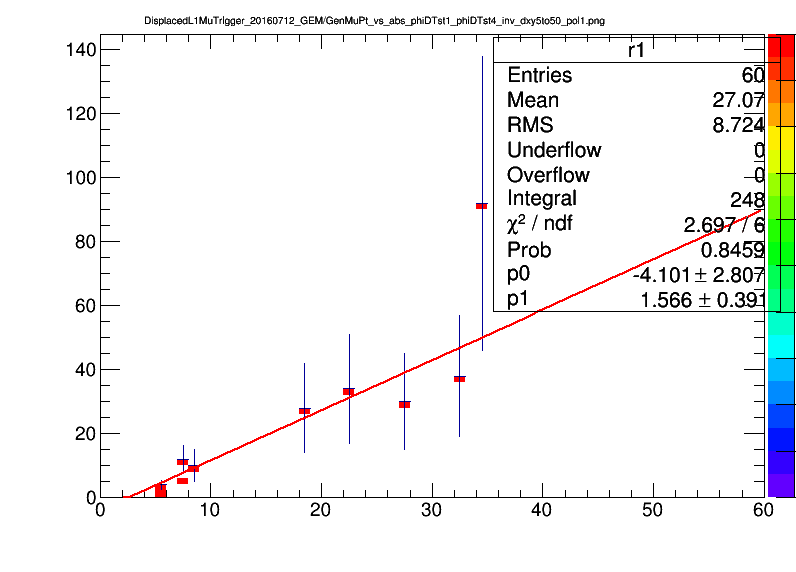 DisplacedL1MuTrIgger_20160712_GEM/GenMuPt_vs_abs_phiDTst1_phiDTst4_inv_dxy5to50_pol1.png
r1
Entries 60
Mean 27.07
RMS 8.724
Underflow 0
Overflow 0
Integral 248
χ² / ndf 2.697 / 6
Prob 0.8459
p0 -4.101 ± 2.807
p1 1.566 ± 0.391
140
120
100
80
60
40
20
0
0 10 20 30 40 50 60